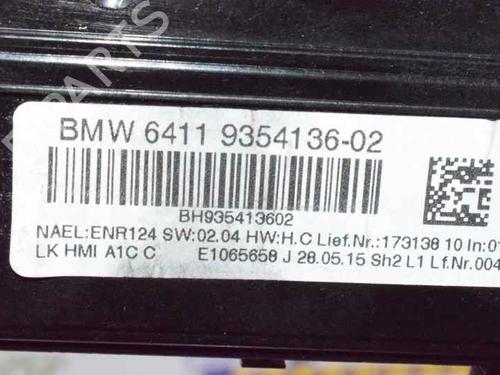 BMW 6411 9354136-02
BH935413602
NAEL:ENR124 SW:02.04 HW:H.C Lief.Nr.:173138 10 In:0
LK HMI A1C C E1065658 J 28.05.15 Sh2 L1 Lf.Nr.004
PARTS